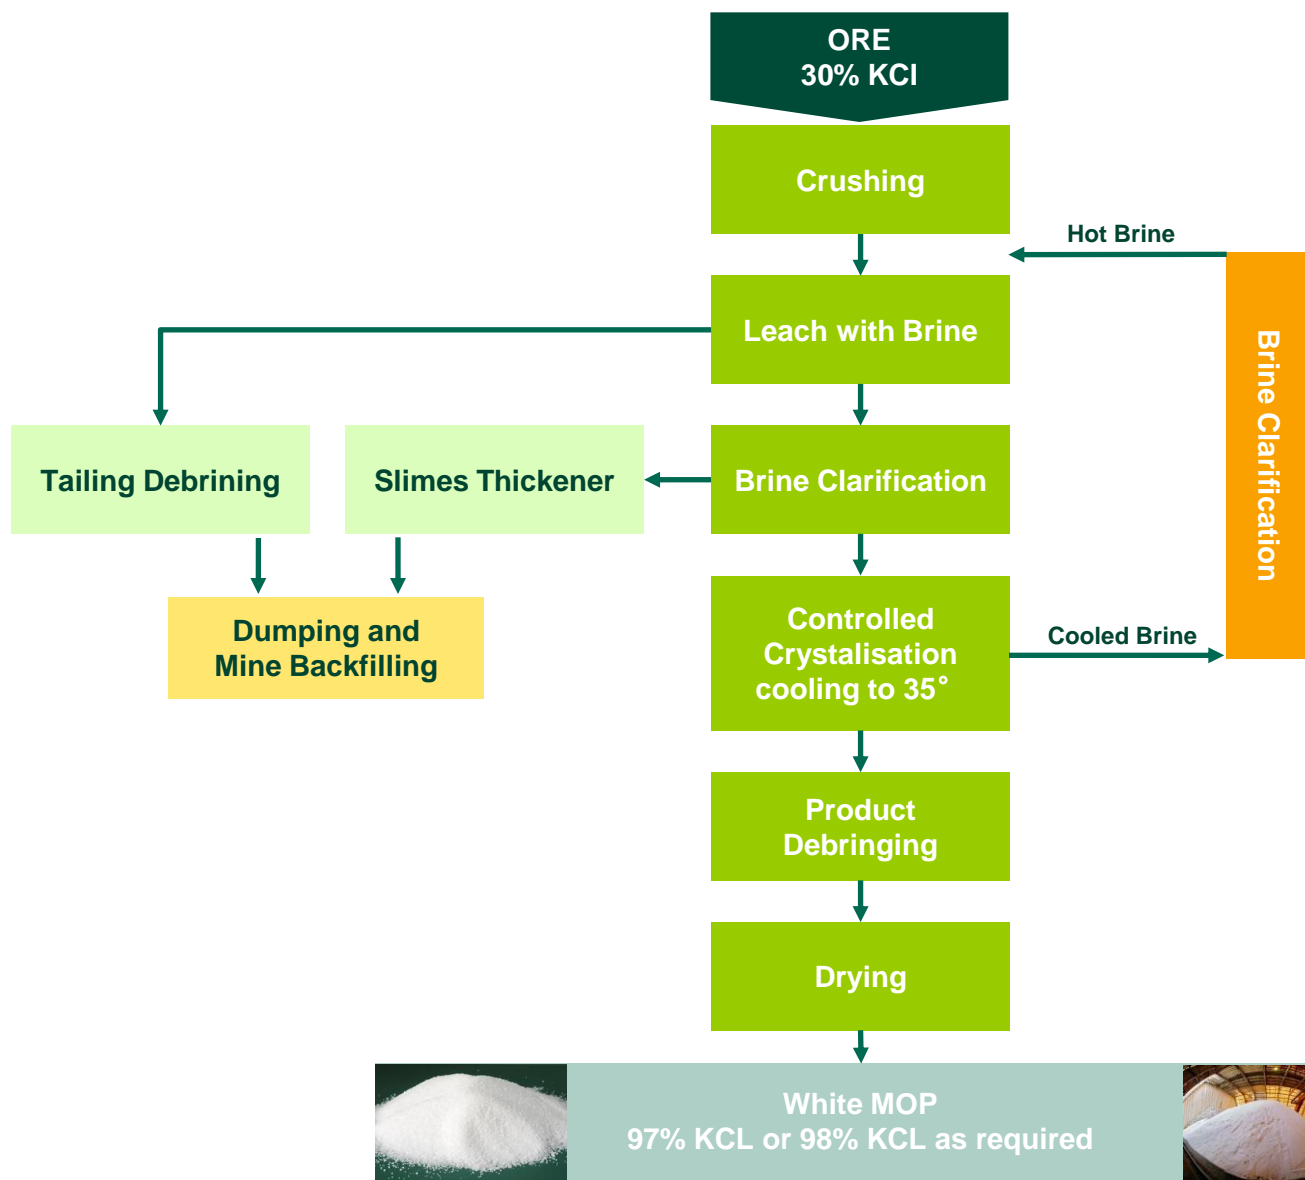 ORE
30% KCl
Crushing
Hot Brine
Leach with Brine
Brine Clarification
Tailing Debrining
Slimes Thickener
Brine Clarification
Dumping and
Mine Backfilling
Controlled
Crystalisation
cooling to 35°
Cooled Brine
Product
Debringing
Drying
White MOP
97% KCL or 98% KCL as required